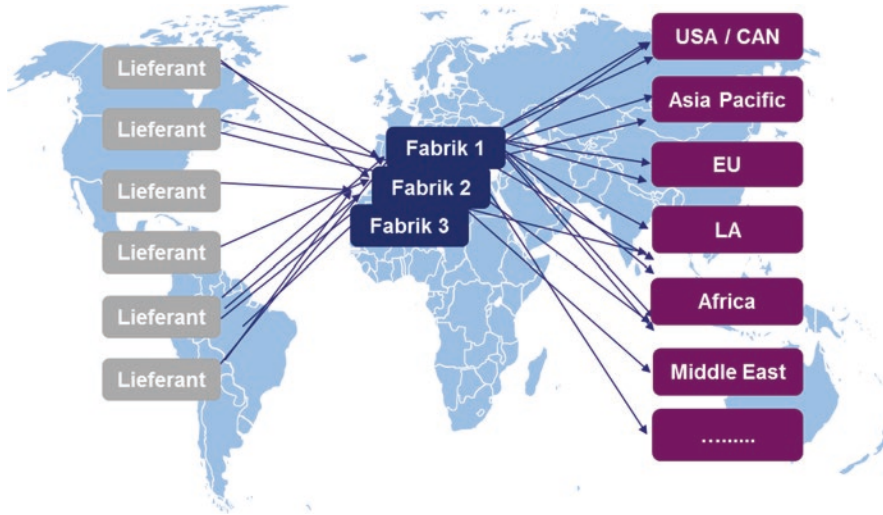 Lieferant
Lieferant
Lieferant
Lieferant
Lieferant
Lieferant
Fabrik 1
Fabrik 2
Fabrik 3
USA / CAN
Asia Pacific
EU
LA
Africa
Middle East
.........